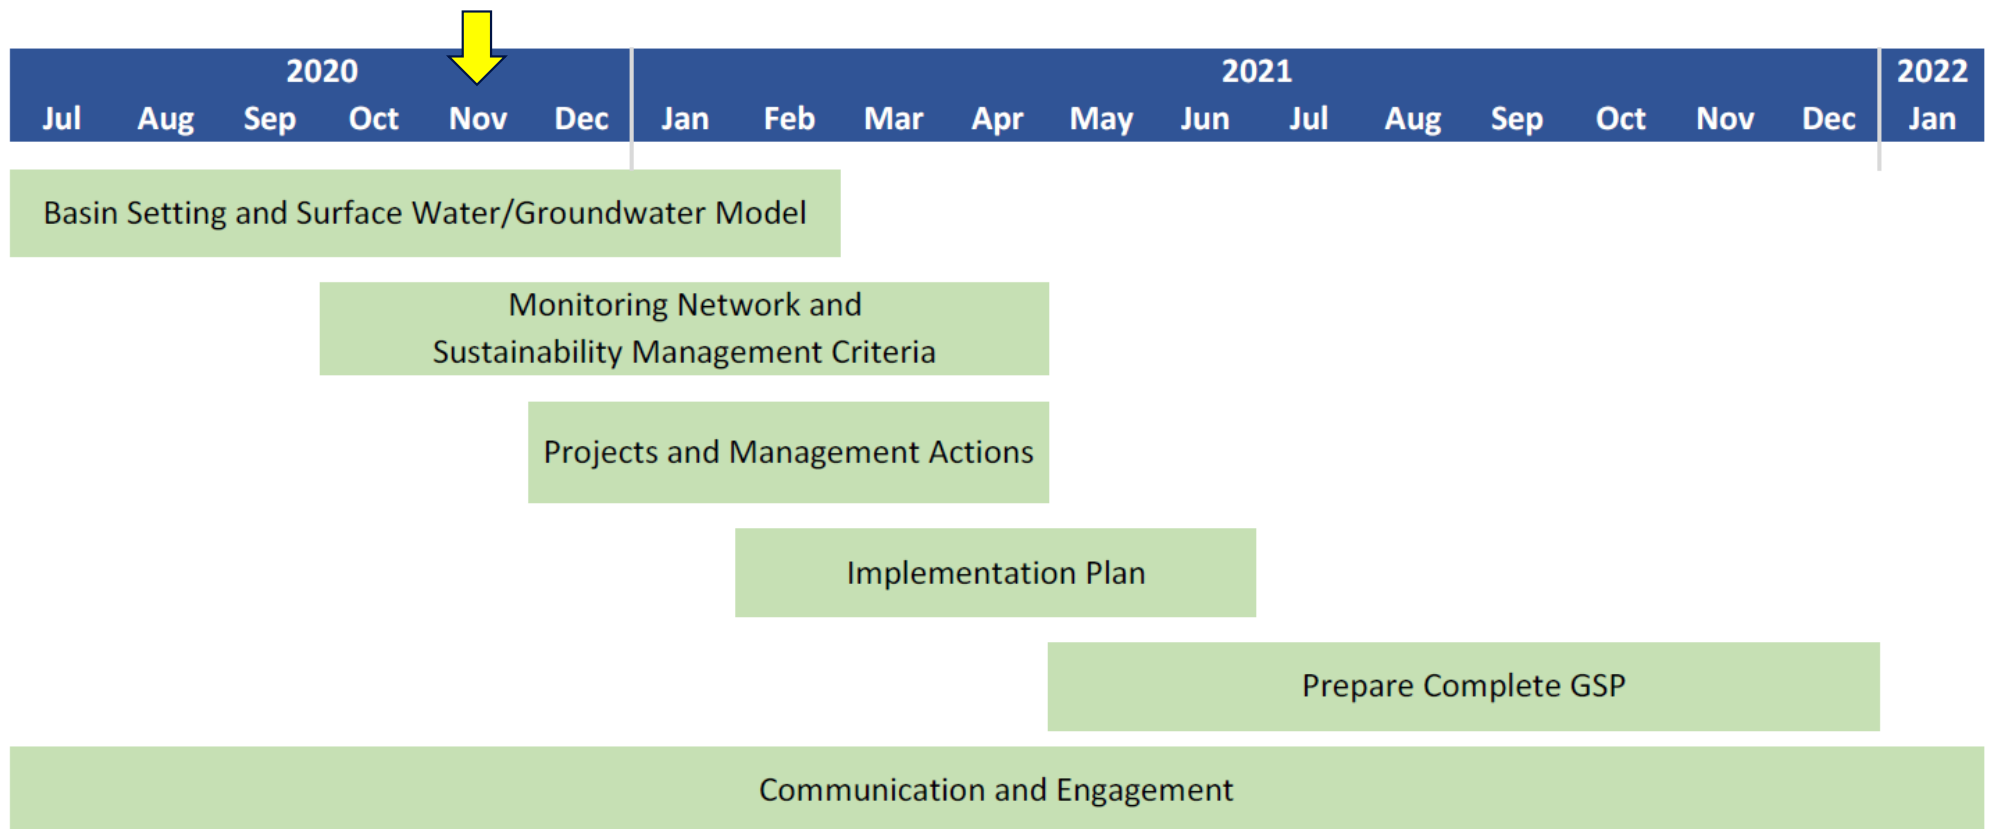 2020 2021 2022
Jul Aug Sep Oct Nov Dec Jan Feb Mar Apr May Jun Jul Aug Sep Oct Nov Dec Jan
Basin Setting and Surface Water/Groundwater Model
Monitoring Network and
Sustainability Management Criteria
Projects and Management Actions
Implementation Plan
Prepare Complete GSP
Communication and Engagement